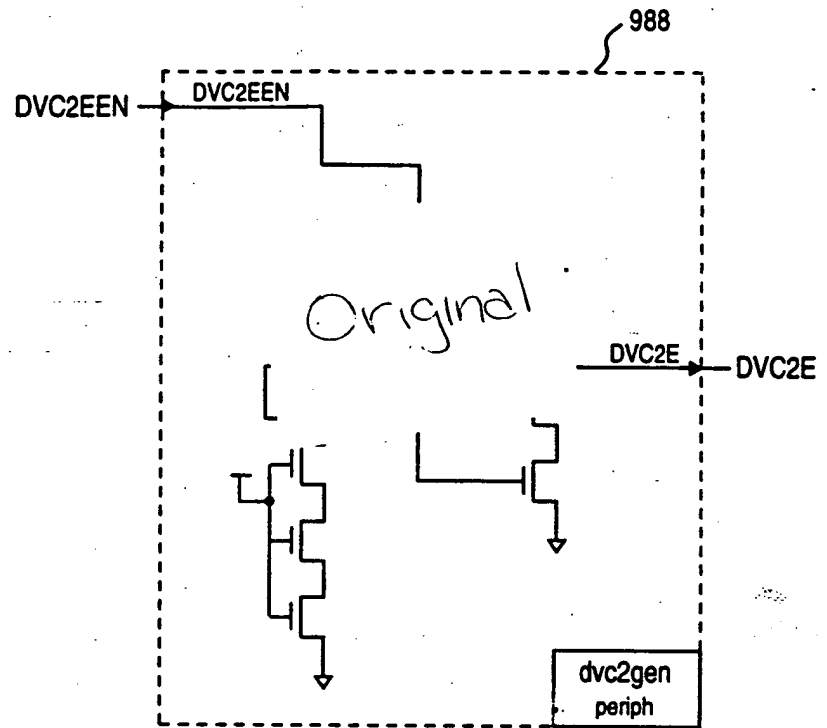 988
DVC2EEN
DVC2EEN
Original
DVC2E
DVC2E
dvc2gen
periph